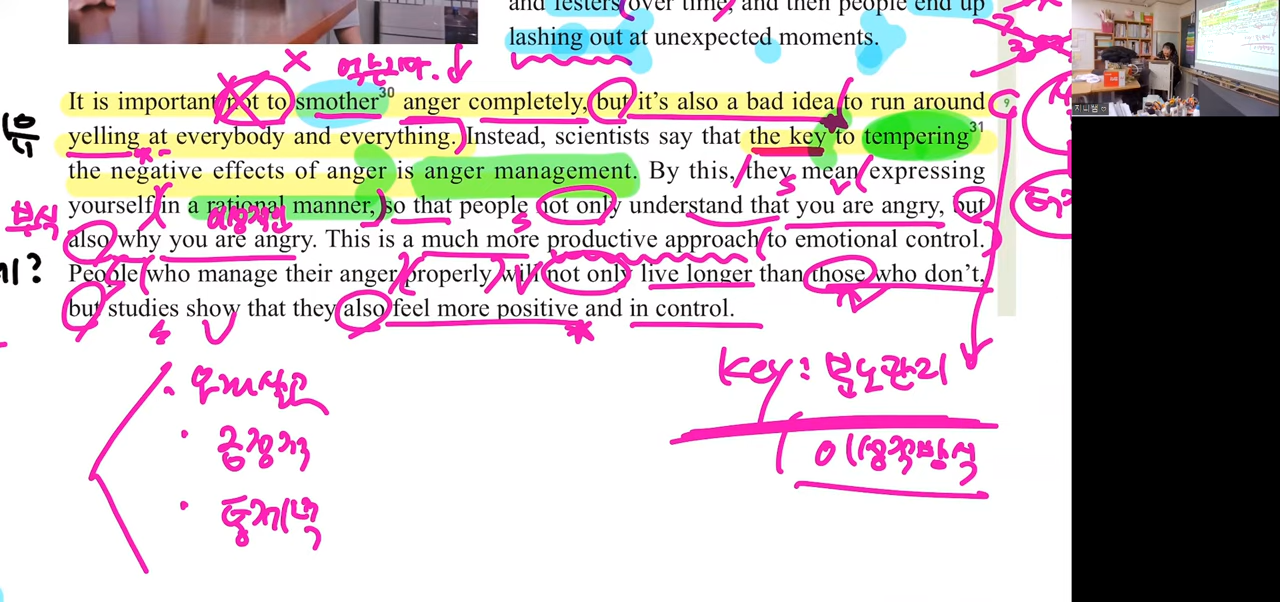 and festers over time, and then people end up
lashing out at unexpected moments.
억누르다.
It is important not to smother30 anger completely, but it's also a bad idea to run around 9
yelling at everybody and everything. Instead, scientists say that the key to tempering31
the negative effects of anger is anger management. By this, they mean expressing
s v
yourself in a rational manner, so that people not only understand that you are angry, but
이성적인 s
also why you are angry. This is a much more productive approach to emotional control.
People who manage their anger properly will not only live longer than those who don't,
but studies show that they also feel more positive and in control.
s v
key : 분노관리
이성적방식
오래살고
긍정적
통제력
지니쌤